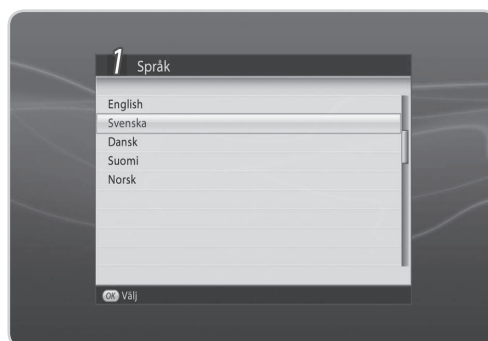 1 Språk
English
Svenska
Dansk
Suomi
Norsk
OK Välj